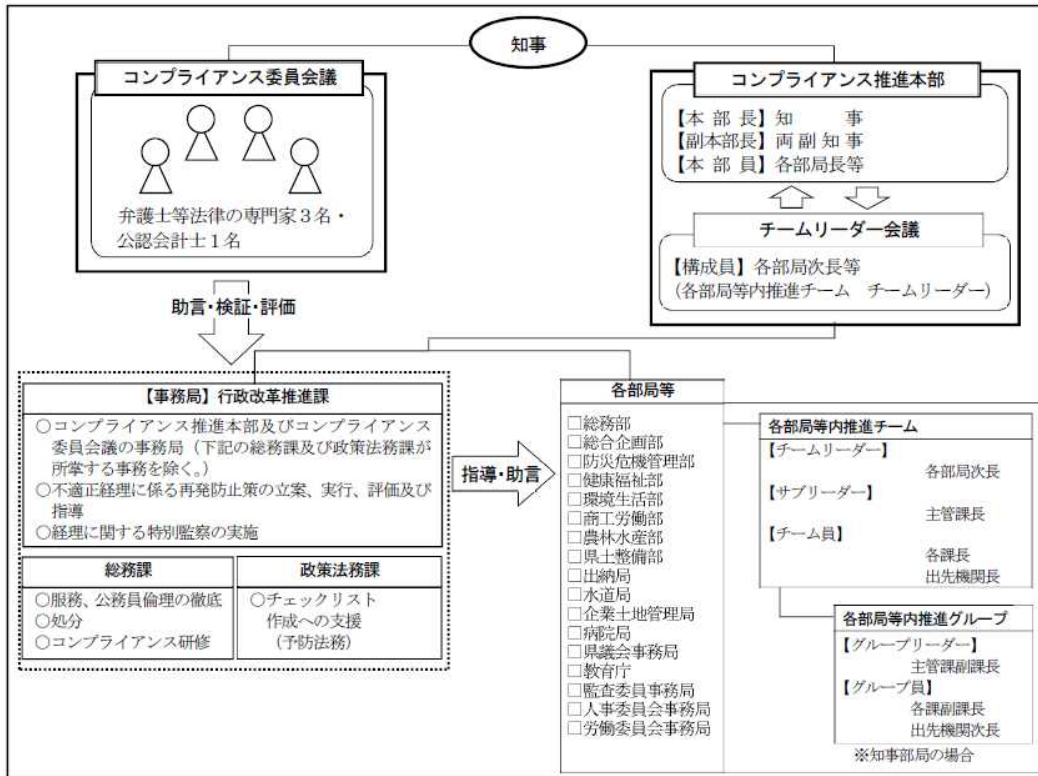 知事
コンプライアンス委員会議
弁護士等法律の専門家３名・
公認会計士１名
コンプライアンス推進本部
【本 部 長】知　　　事
【副本部長】両 副 知 事
【本 部 員】各部局長等
チームリーダー会議
【構成員】各部局次長等
（各部局等内推進チーム　チームリーダー）
助言・検証・評価
【事務局】行政改革推進課
○コンプライアンス推進本部及びコンプライアンス
委員会議の事務局（下記の総務課及び政策法務課が
所掌する事務を除く。）
○不適正経理に係る再発防止策の立案、実行、評価及び
指導
○経理に関する特別監察の実施
総務課
○服務、公務員倫理の徹底
○処分
○コンプライアンス研修
政策法務課
○チェックリスト
作成への支援
（予防法務）
指導・助言
各部局等
□総務部
□総合企画部
□防災危機管理部
□健康福祉部
□環境生活部
□商工労働部
□農林水産部
□県土整備部
□出納局
□水道局
□企業土地管理局
□病院局
□県議会事務局
□教育庁
□監査委員事務局
□人事委員会事務局
□労働委員会事務局
各部局等内推進チーム
【チームリーダー】
各部局次長
【サブリーダー】
主管課長
【チーム員】
各課長
出先機関長
各部局等内推進グループ
【グループリーダー】
主管課副課長
【グループ員】
各課副課長
出先機関次長
※知事部局の場合